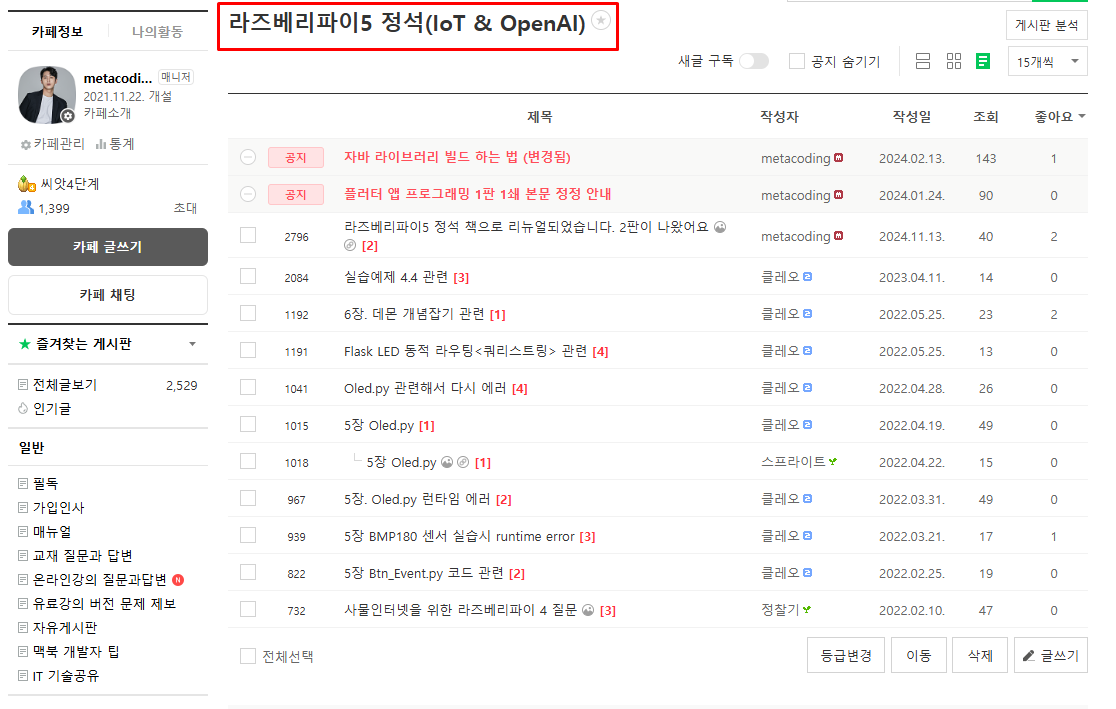 카페정보
나의활동
metacodi... 매니저
2021.11.22. 개설
카페소개
카페관리 통계
씨앗4단계
1,399 초대
카페 글쓰기
카페 채팅
즐겨찾는 게시판
전체글보기 2,529
인기글
일반
필독
가입인사
매뉴얼
교재 질문과 답변
온라인강의 질문과답변 N
유료강의 버전 문제 제보
자유게시판
맥북 개발자 팁
IT 기술공유
라즈베리파이5 정석(IoT & OpenAI)
게시판 분석
새글 구독 공지 숨기기 15개씩
제목 작성자 작성일 조회 좋아요
공지 자바 라이브러리 빌드 하는 법 (변경됨) metacoding m 2024.02.13. 143 1
공지 플러터 앱 프로그래밍 1판 1쇄 본문 정정 안내 metacoding m 2024.01.24. 90 0
2796 라즈베리파이5 정석 책으로 리뉴얼되었습니다. 2판이 나왔어요
[2] metacoding m 2024.11.13. 40 2
2084 실습예제 4.4 관련 [3] 클레오 2023.04.11. 14 0
1192 6장. 데몬 개념잡기 관련 [1] 클레오 2022.05.25. 23 2
1191 Flask LED 동적 라우팅<쿼리스트링> 관련 [4] 클레오 2022.05.25. 13 0
1041 Oled.py 관련해서 다시 에러 [4] 클레오 2022.04.28. 26 0
1015 5장 Oled.py [1] 클레오 2022.04.19. 49 0
1018 5장 Oled.py [1] 스프라이트 2022.04.22. 15 0
967 5장. Oled.py 런타임 에러 [2] 클레오 2022.03.31. 49 0
939 5장 BMP180 센서 실습시 runtime error [3] 클레오 2022.03.21. 17 1
822 5장 Btn_Event.py 코드 관련 [2] 클레오 2022.02.25. 19 0
732 사물인터넷을 위한 라즈베리파이 4 질문 [3] 정찰기 2022.02.10. 47 0
전체선택 등급변경 이동 삭제 글쓰기